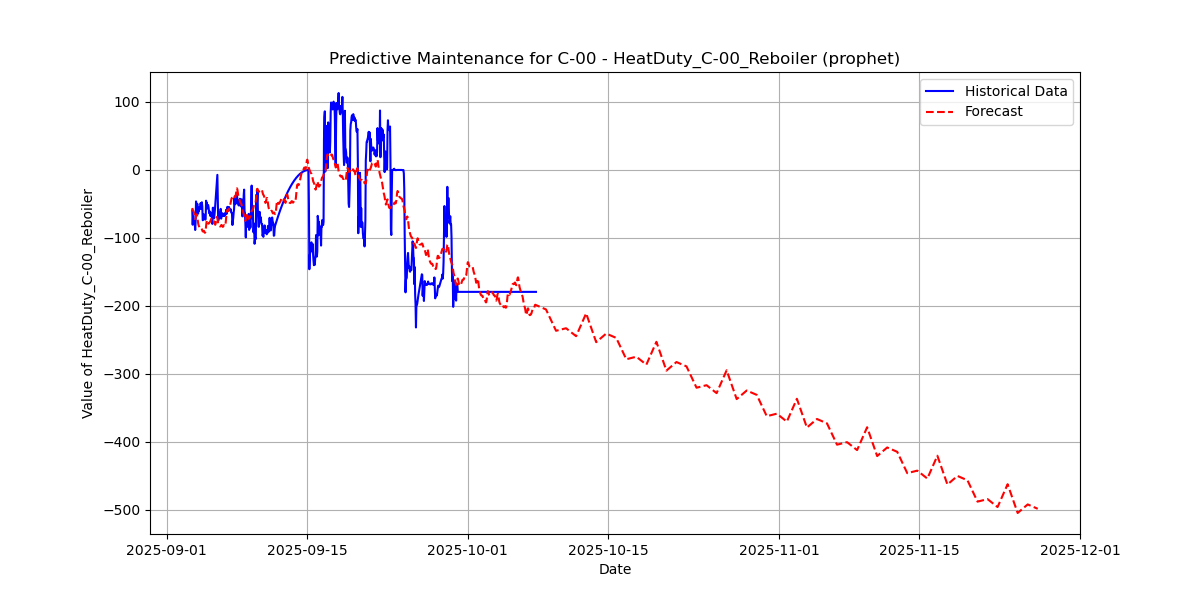 Predictive Maintenance for C-00 - HeatDuty_C-00_Reboiler (prophet)
Historical Data
Forecast
Value of HeatDuty_C-00_Reboiler
100
0
−100
−200
−300
−400
−500
2025-09-01 2025-09-15 2025-10-01 2025-10-15 2025-11-01 2025-11-15 2025-12-01
Date